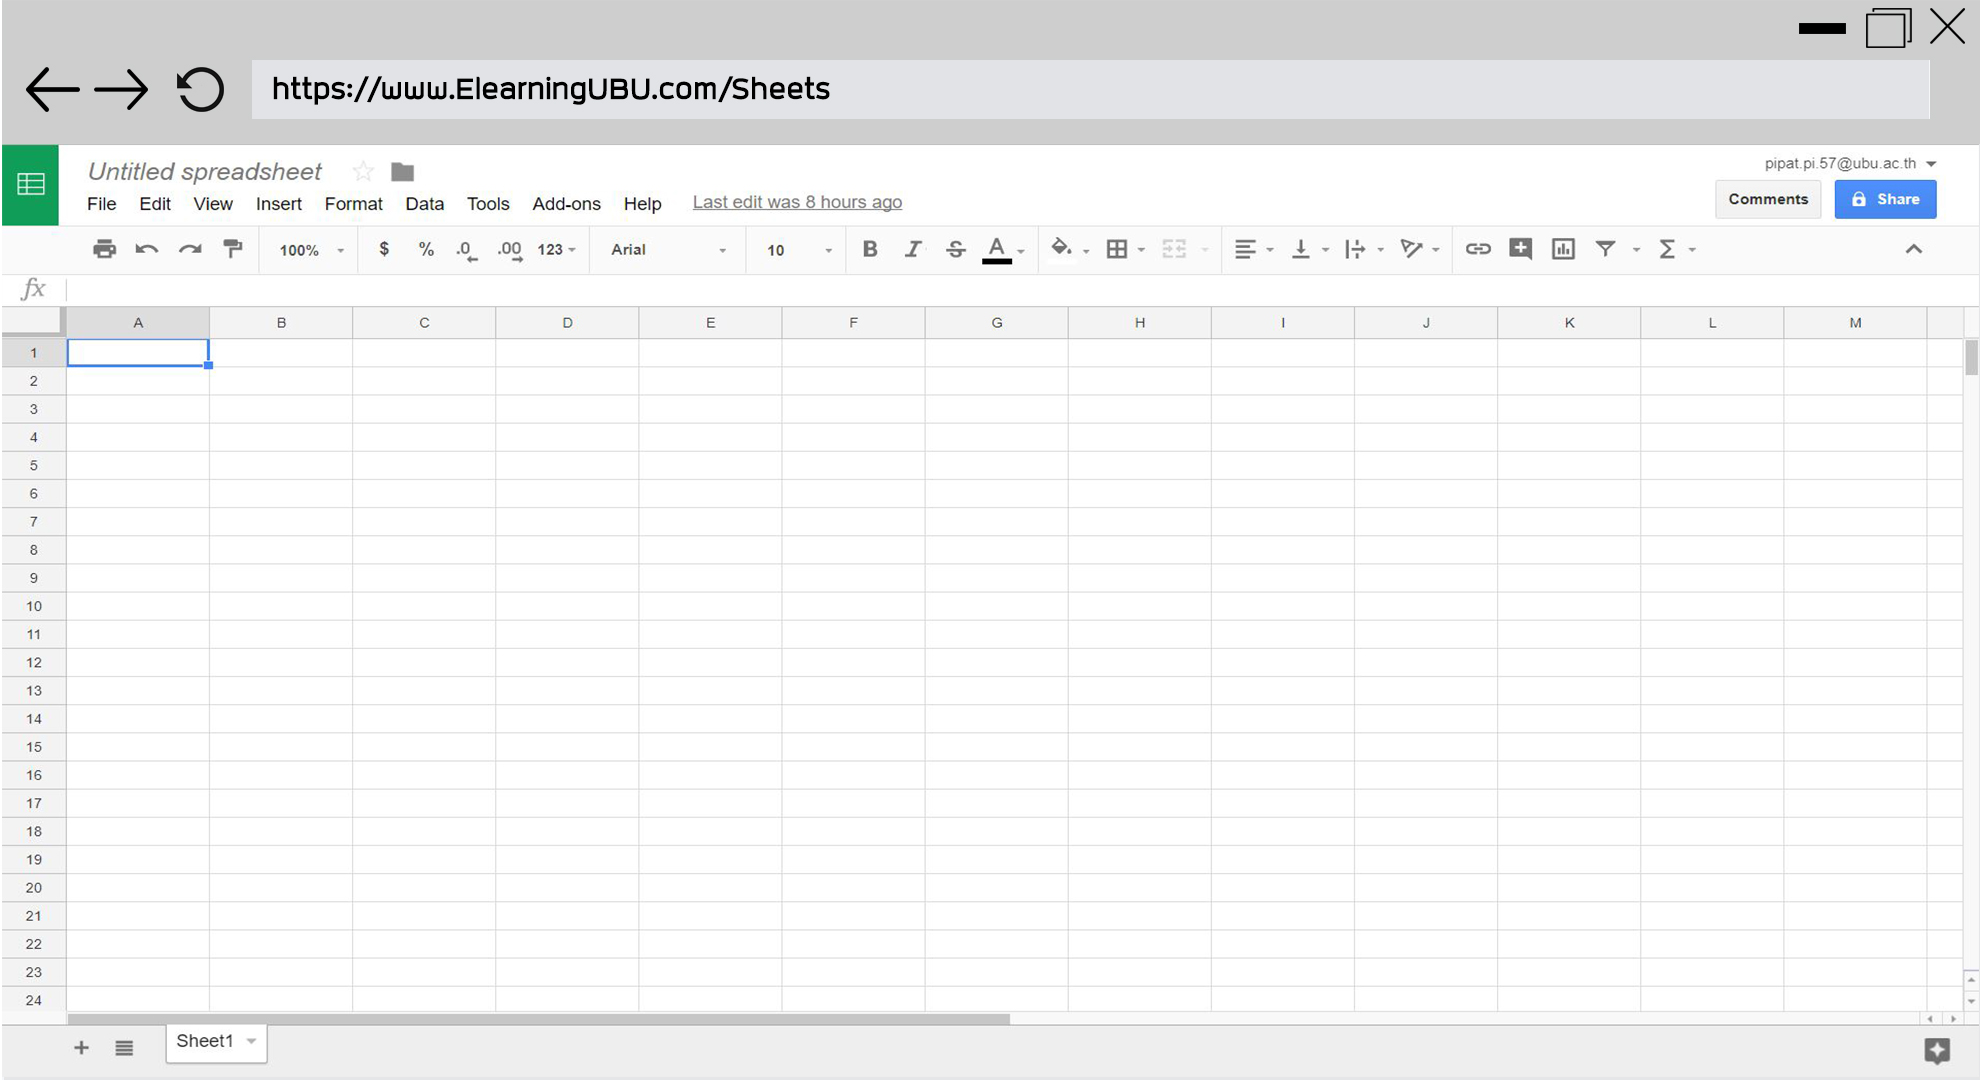 https://www.ElearningUBU.com/Sheets
Untitled spreadsheet
pipat.pi.57@ubu.ac.th
File Edit View Insert Format Data Tools Add-ons Help Last edit was 8 hours ago
Comments Share
100% $ % .0 .00 123 Arial 10 B I S A Σ
fx
A B C D E F G H I J K L M
1
2
3
4
5
6
7
8
9
10
11
12
13
14
15
16
17
18
19
20
21
22
23
24
Sheet1